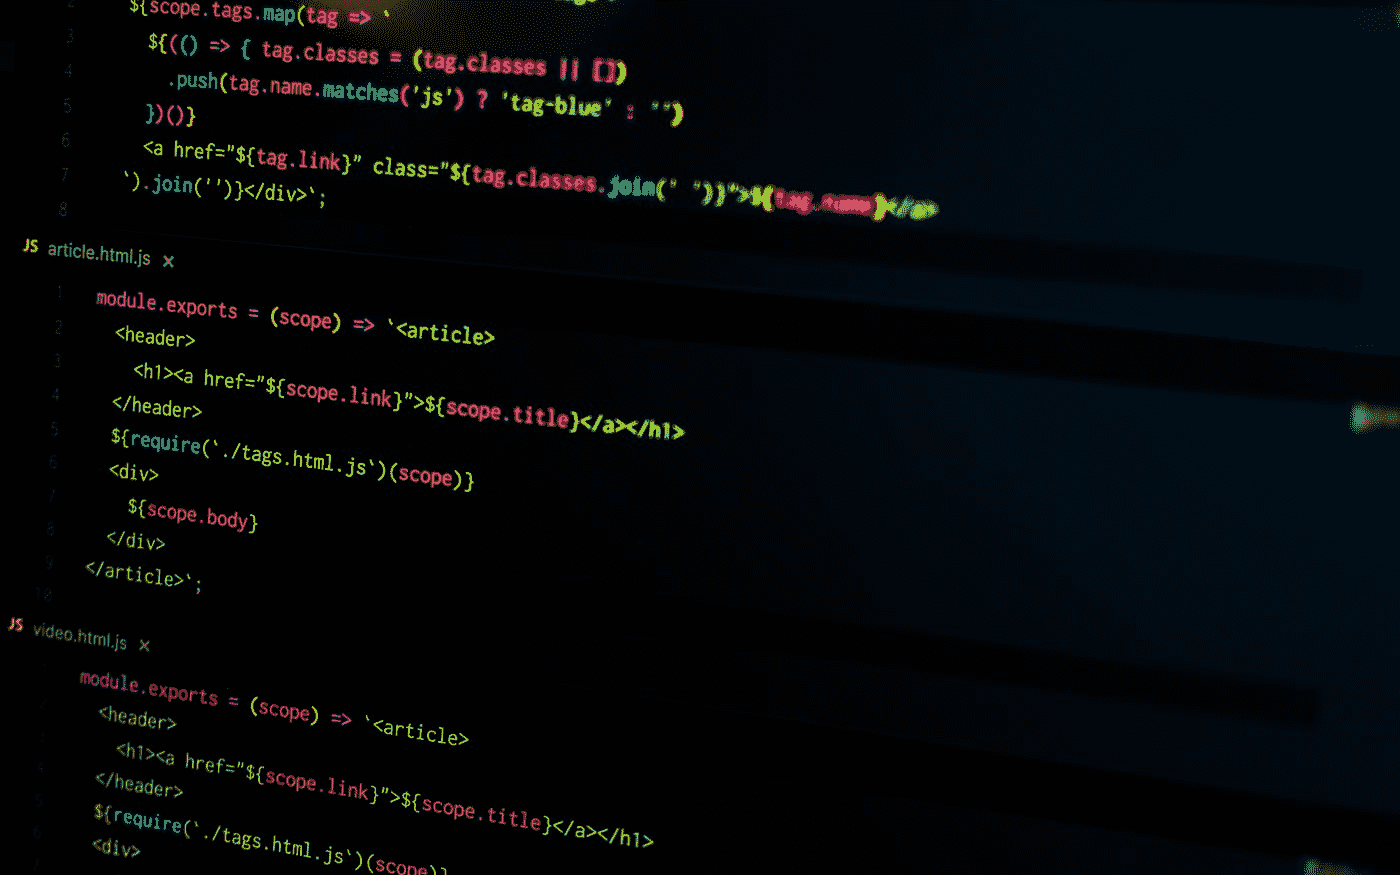 ${scope.tags.map(tag => `
3 ${(() => { tag.classes = (tag.classes || [])
4 .push(tag.name.matches('js') ? 'tag-blue' : '')
5 })()}
6 <a href="${tag.link}" class="${tag.classes.join(' ')}">${tag.name}</a>
7 `).join('')}</div>`;
8
JS article.html.js ×
1 module.exports = (scope) => `<article>
2 <header>
3 <h1><a href="${scope.link}">${scope.title}</a></h1>
4 </header>
5 ${require(`./tags.html.js`)(scope)}
6 <div>
7 ${scope.body}
8 </div>
9 </article>`;
10
JS video.html.js ×
module.exports = (scope) => `<article>
<header>
<h1><a href="${scope.link}">${scope.title}</a></h1>
</header>
${require(`./tags.html.js`)(scope)}
<div>